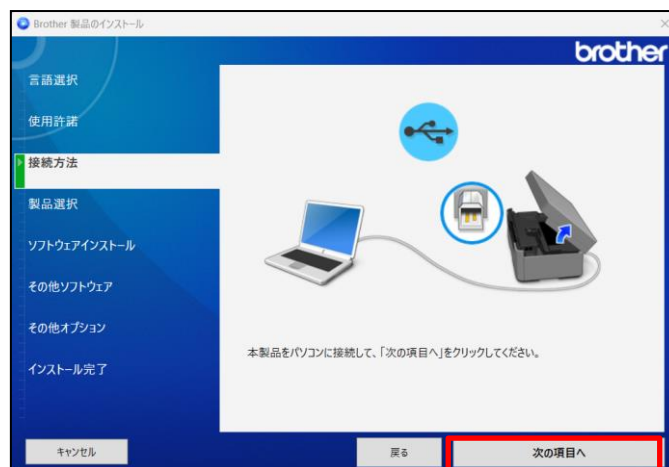 Brother 製品のインストール
brother
言語選択
使用許諾
接続方法
製品選択
ソフトウェアインストール
その他ソフトウェア
その他オプション
インストール完了
本製品をパソコンに接続して、「次の項目へ」をクリックしてください。
キャンセル
戻る
次の項目へ